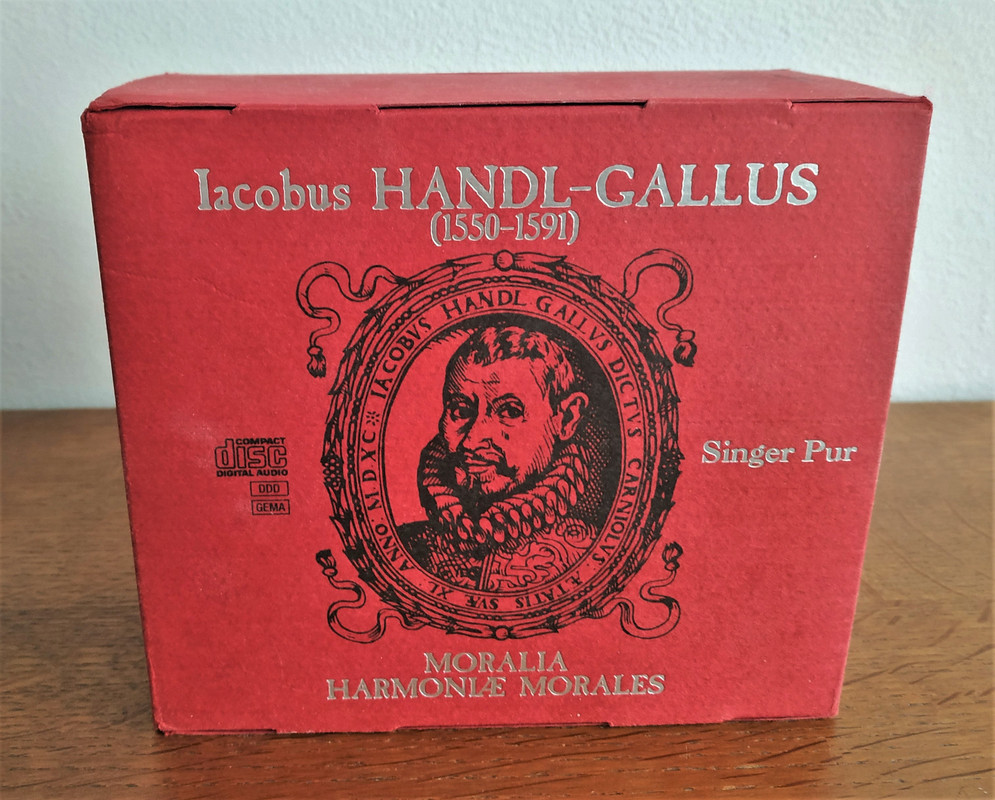 Iacobus HANDL-GALLUS
(1550-1591)
IACOBVS HANDL GALLVS DICTVS CARNIOLVS ÆTATIS SVÆ XL. ANNO. M D XC
COMPACT
disc
DIGITAL AUDIO
DDD
GEMA
Singer Pur
MORALIA
HARMONIÆ MORALES